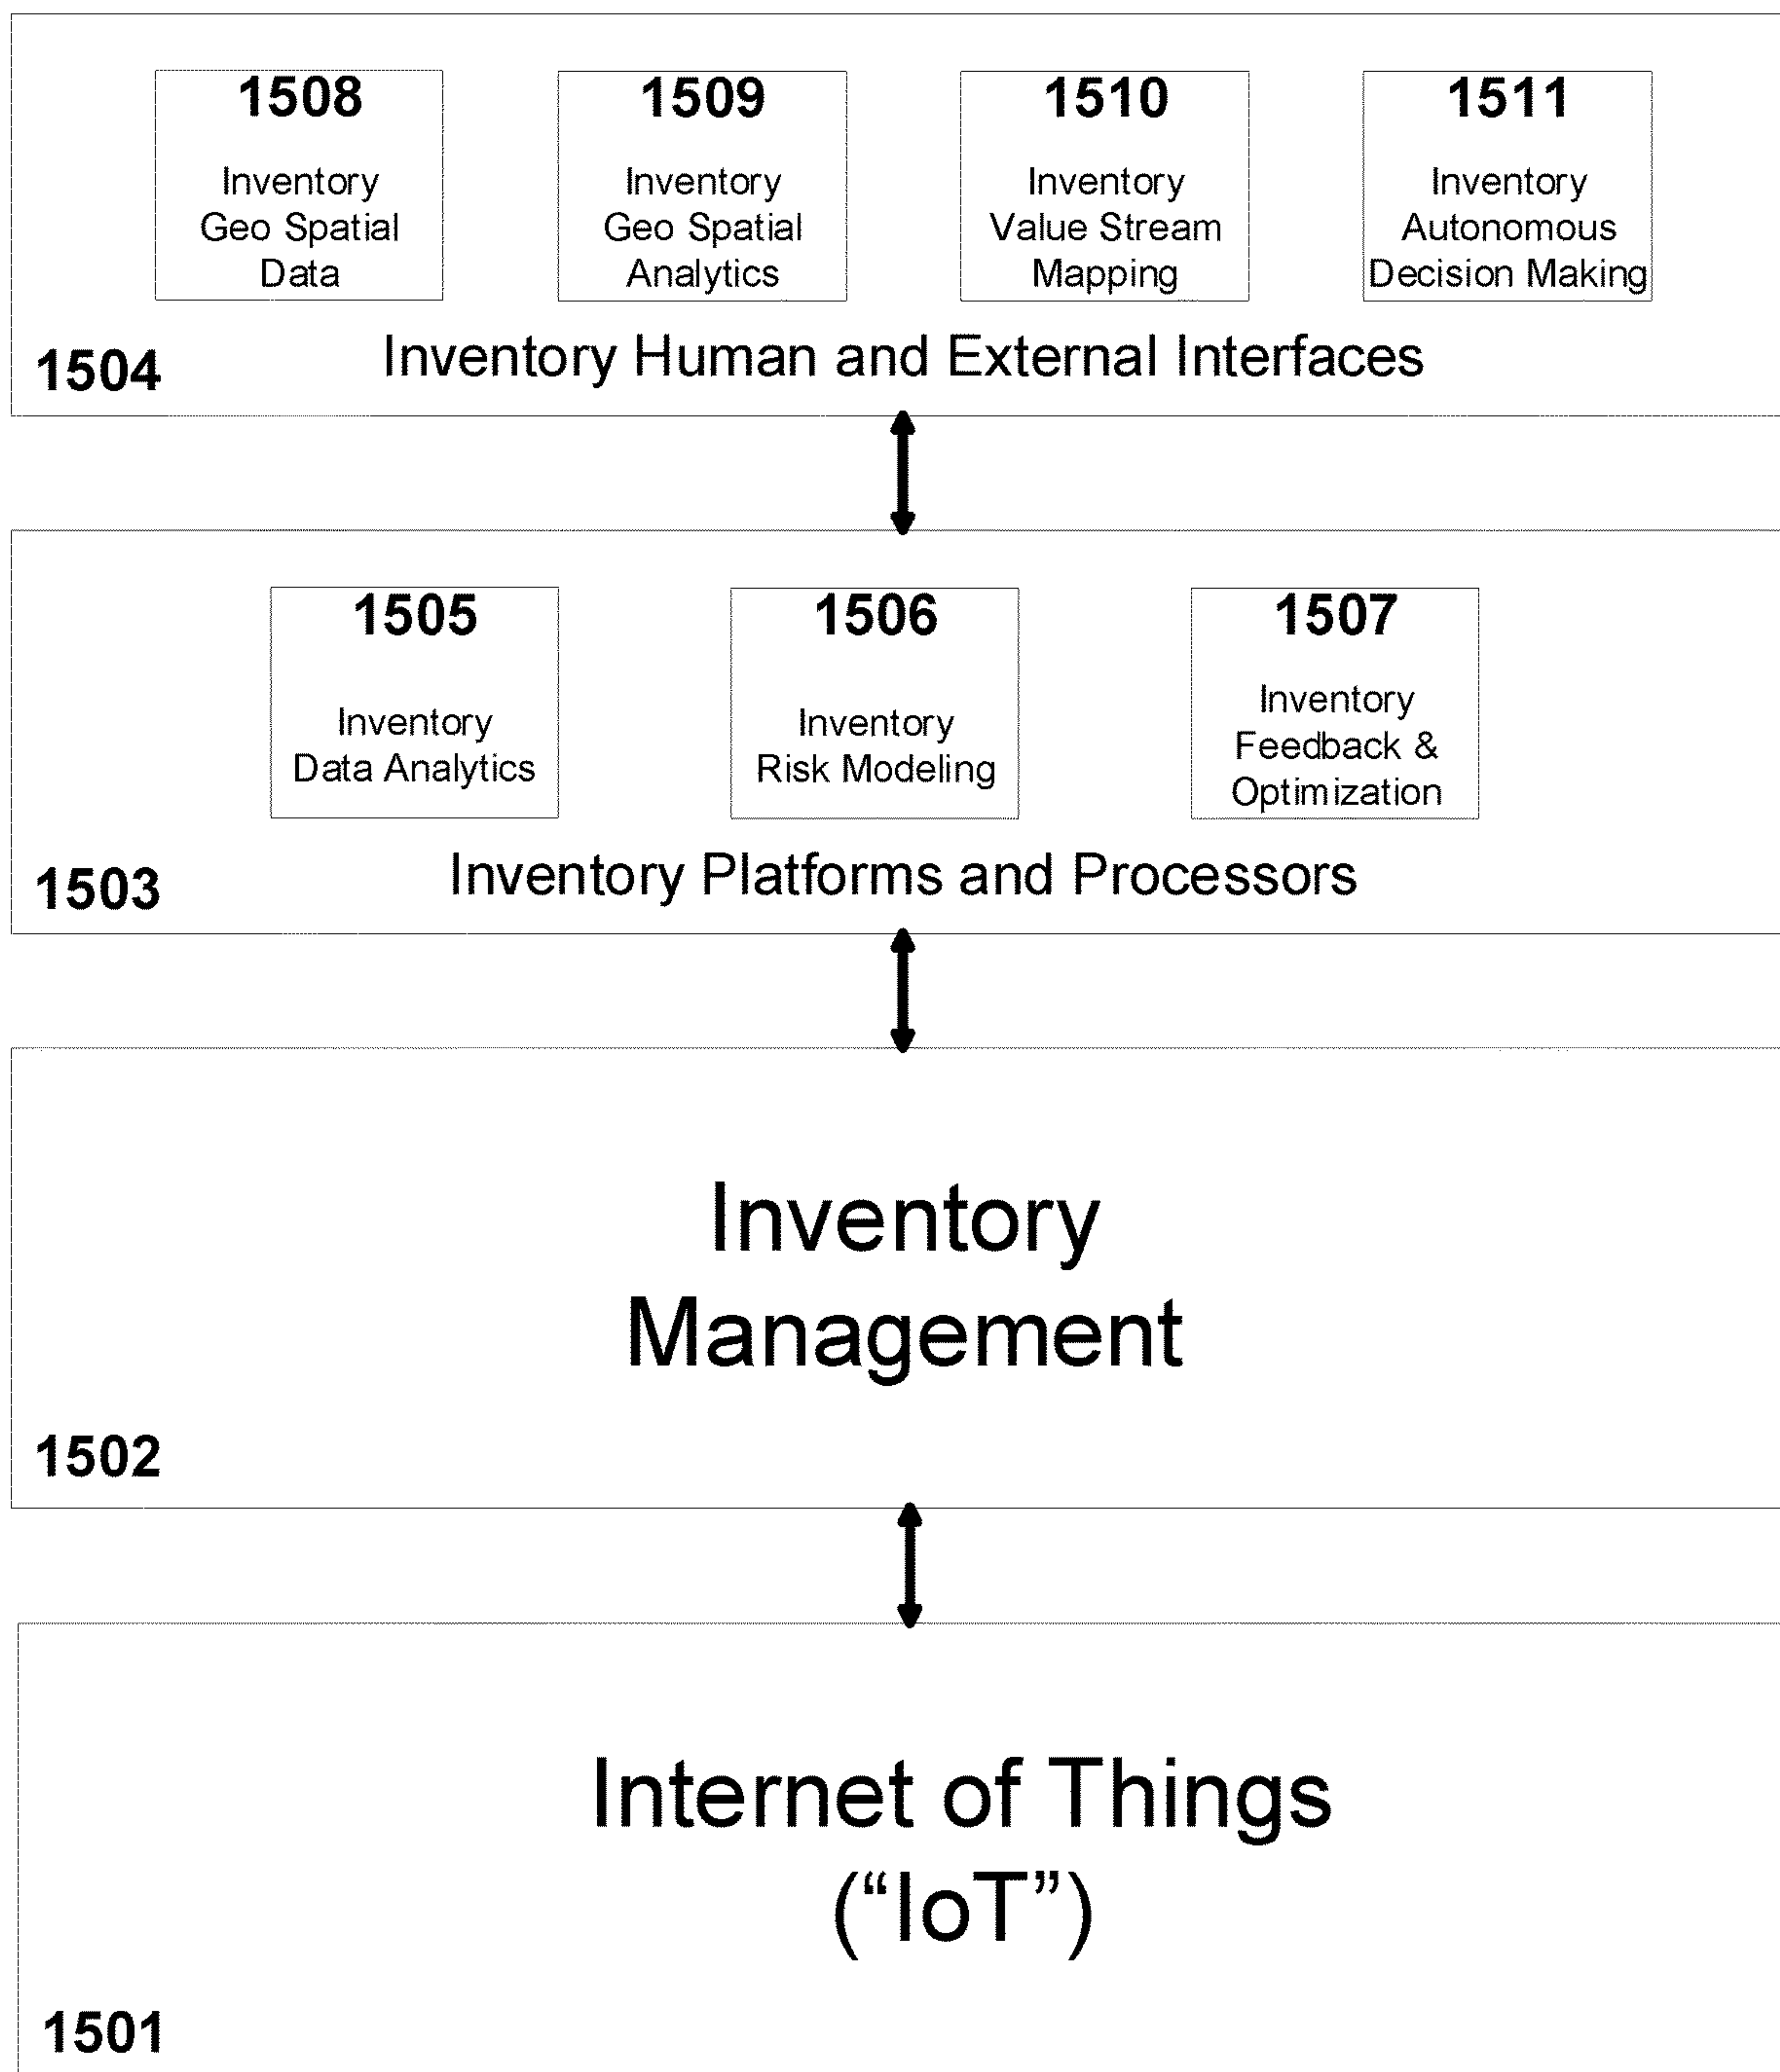 1508
Inventory
Geo Spatial
Data
1509
Inventory
Geo Spatial
Analytics
1510
Inventory
Value Stream
Mapping
1511
Inventory
Autonomous
Decision Making
1504
Inventory Human and External Interfaces
1505
Inventory
Data Analytics
1506
Inventory
Risk Modeling
1507
Inventory
Feedback &
Optimization
1503
Inventory Platforms and Processors
Inventory
Management
1502
Internet of Things
(“IoT”)
1501